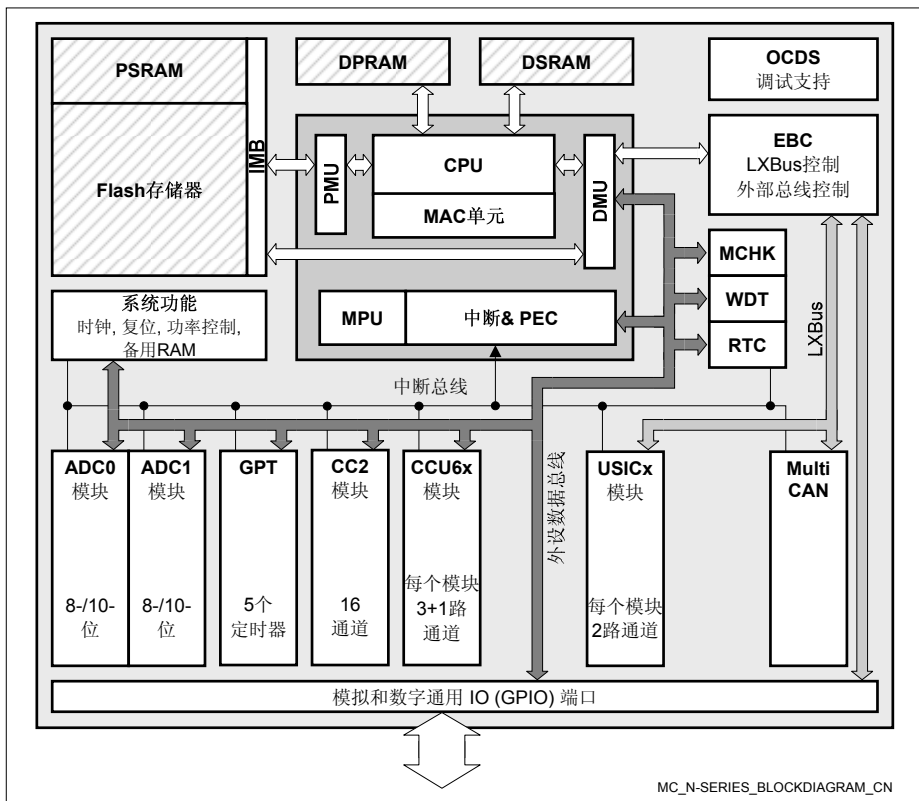 PSRAM
Flash存储器
IMB
DPRAM
DSRAM
OCDS
调试支持
PMU
CPU
MAC单元
DMU
EBC
LXBus控制
外部总线控制
MPU
中断& PEC
MCHK
WDT
RTC
LXBus
系统功能
时钟, 复位, 功率控制,
备用RAM
中断总线
外设数据总线
ADC0
模块
8-/10-
位
ADC1
模块
8-/10-
位
GPT
5个
定时器
CC2
模块
16
通道
CCU6x
模块
每个模块
3+1路
通道
USICx
模块
每个模块
2路通道
Multi
CAN
模拟和数字通用 IO (GPIO) 端口
MC_N-SERIES_BLOCKDIAGRAM_CN